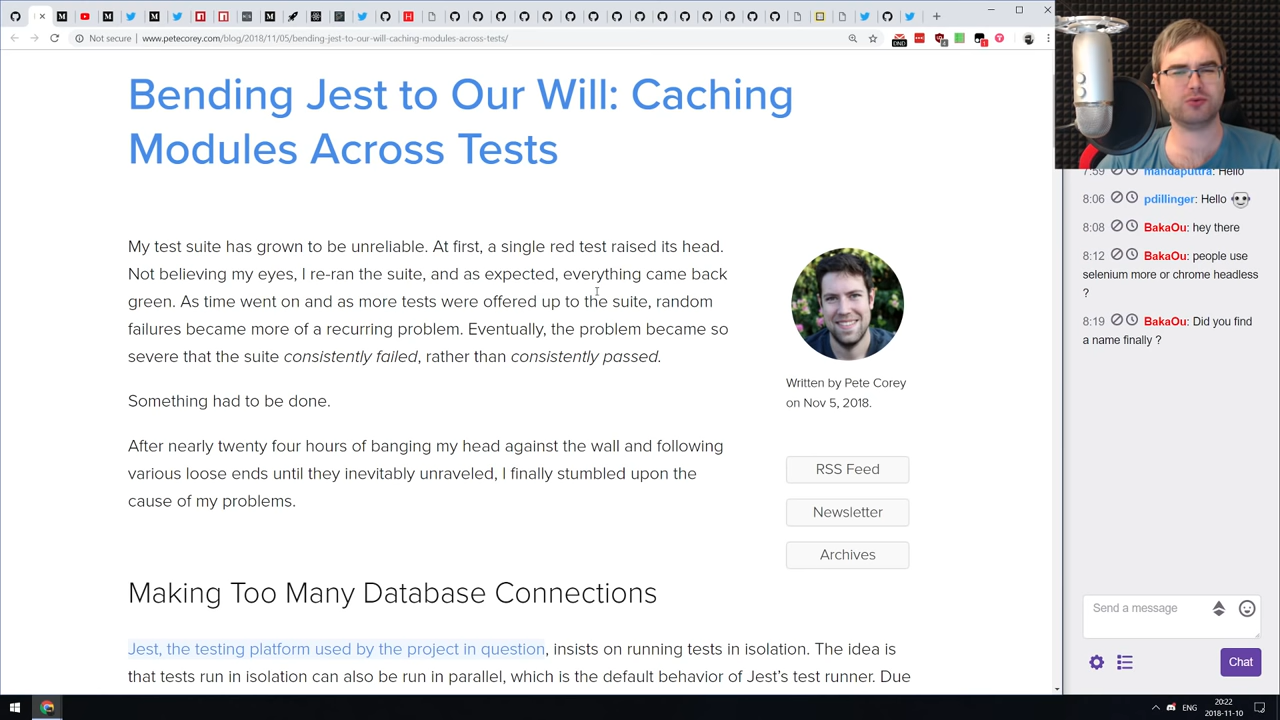 Not secure
www.petecorey.com/blog/2018/11/05/bending-jest-to-our-will-caching-modules-across-tests/
Bending Jest to Our Will: Caching
Modules Across Tests
My test suite has grown to be unreliable. At first, a single red test raised its head.
Not believing my eyes, I re-ran the suite, and as expected, everything came back
green. As time went on and as more tests were offered up to the suite, random
failures became more of a recurring problem. Eventually, the problem became so
severe that the suite consistently failed, rather than consistently passed.
Something had to be done.
After nearly twenty four hours of banging my head against the wall and following
various loose ends until they inevitably unraveled, I finally stumbled upon the
cause of my problems.
Making Too Many Database Connections
Jest, the testing platform used by the project in question, insists on running tests in isolation. The idea is
that tests run in isolation can also be run in parallel, which is the default behavior of Jest's test runner. Due
Written by Pete Corey
on Nov 5, 2018.
RSS Feed
Newsletter
Archives
7:59 mandaputtra: Hello
8:06 pdillinger: Hello
8:08 BakaOu: hey there
8:12 BakaOu: people use
selenium more or chrome headless
?
8:19 BakaOu: Did you find
a name finally ?
Send a message
Chat
ENG
20:22
2018-11-10